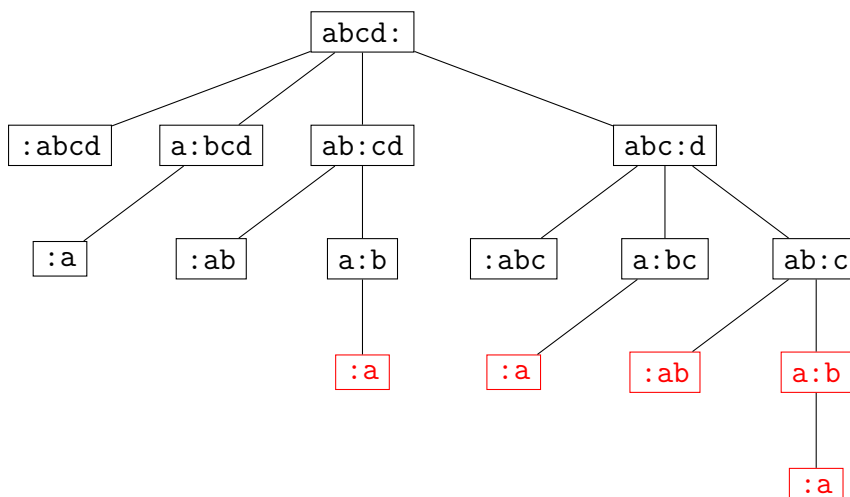 abcd:
:abcd a:bcd ab:cd abc:d
:a :ab a:b :abc a:bc ab:c
:a :a :ab a:b
:a